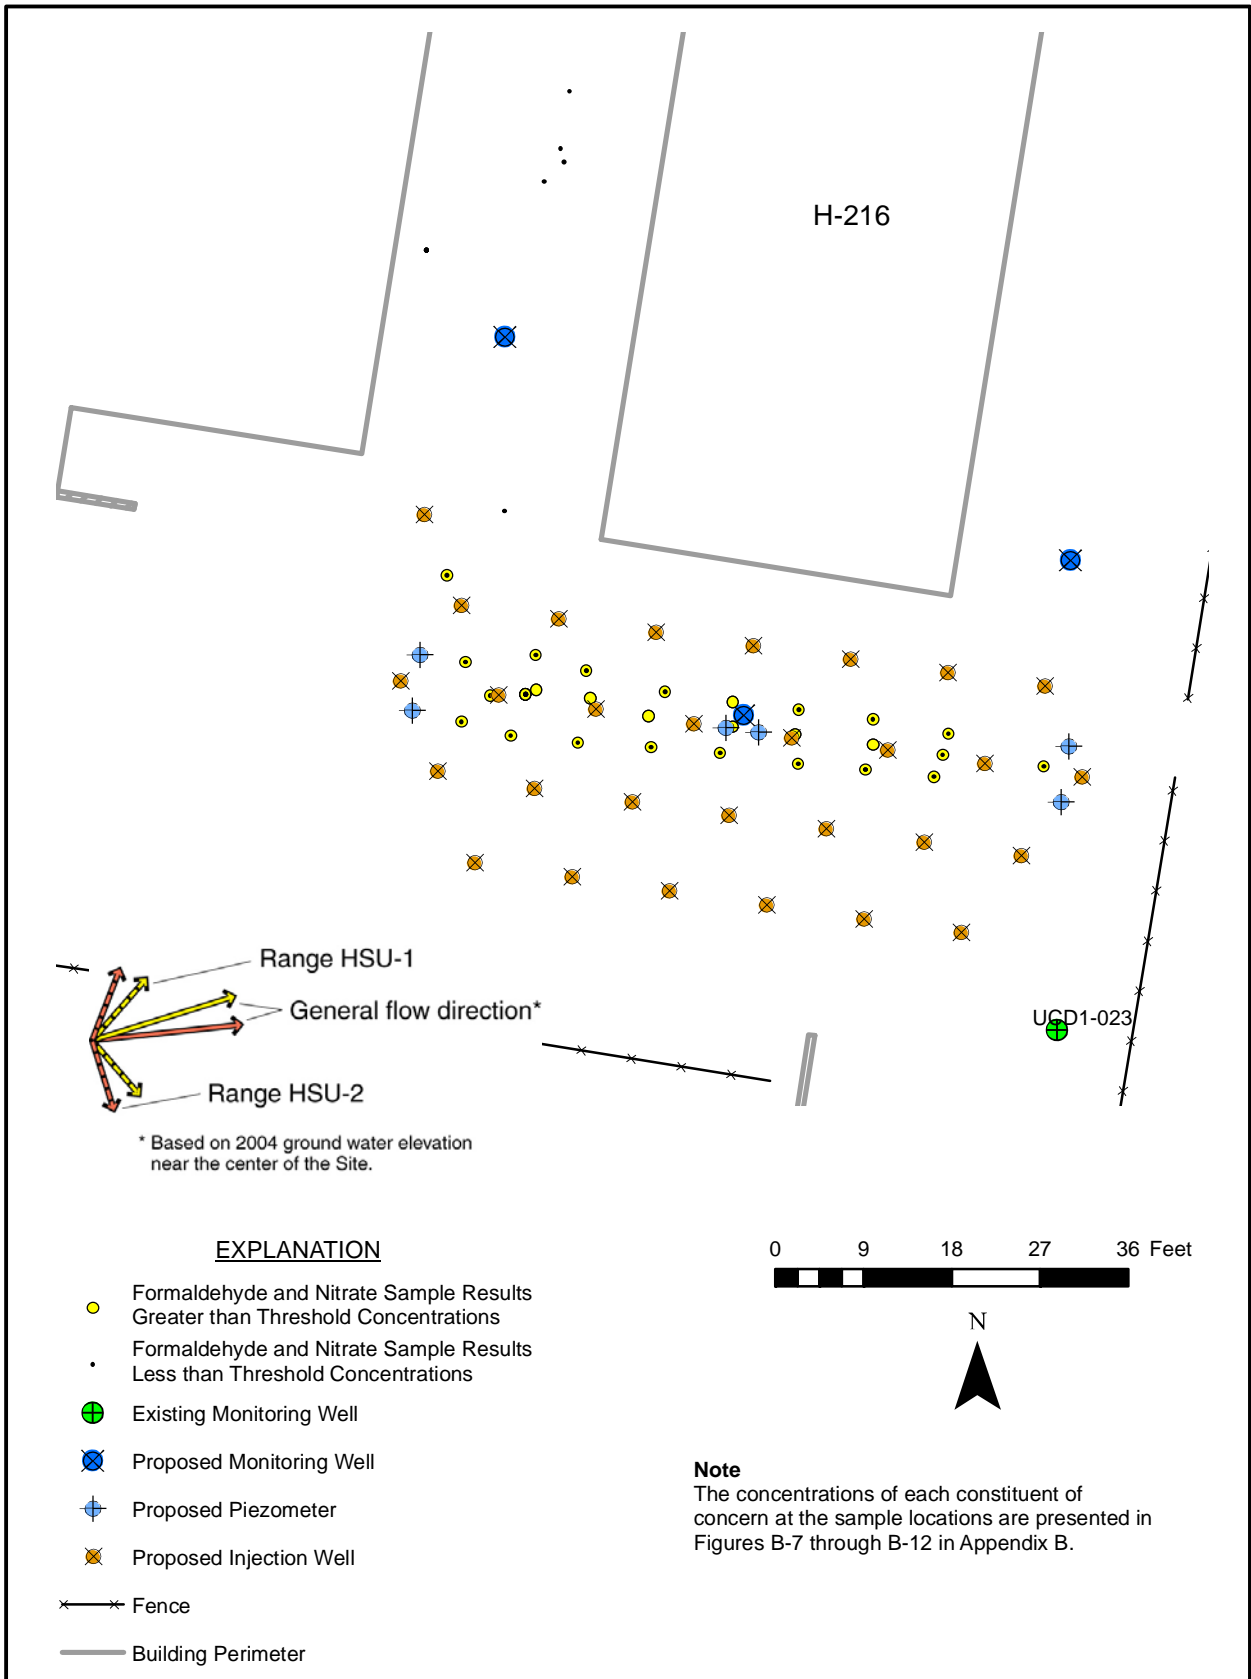 H-216
UCD1-023
Range HSU-1
General flow direction*
Range HSU-2
* Based on 2004 ground water elevation
near the center of the Site.
EXPLANATION
Formaldehyde and Nitrate Sample Results
Greater than Threshold Concentrations
Formaldehyde and Nitrate Sample Results
Less than Threshold Concentrations
Existing Monitoring Well
Proposed Monitoring Well
Proposed Piezometer
Proposed Injection Well
Fence
Building Perimeter
0 9 18 27 36 Feet
N
Note
The concentrations of each constituent of
concern at the sample locations are presented in
Figures B-7 through B-12 in Appendix B.